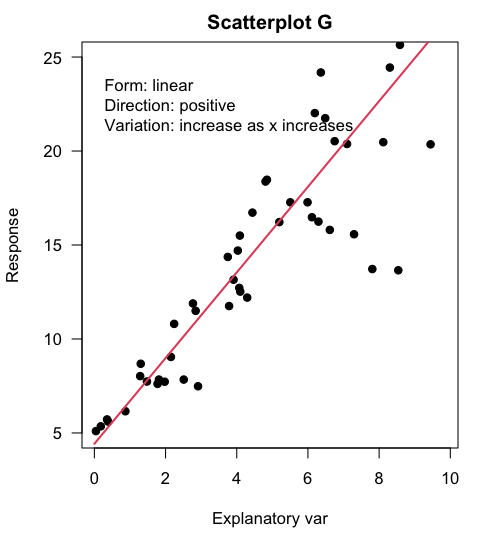 Scatterplot G
Form: linear
Direction: positive
Variation: increase as x increases
25
20
15
10
5
Response
0 2 4 6 8 10
Explanatory var